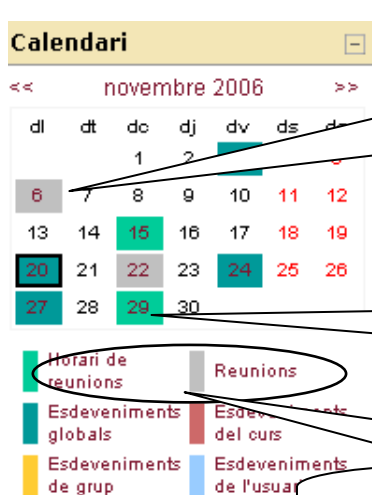 Calendari
<< novembre 2006 >>
dl dt dc dj dv ds
1 2
6 7 8 9 10 11 12
13 14 15 16 17 18 19
20 21 22 23 24 25 26
27 28 29 30
Horari de
reunions
Reunions
Esdeveniments
globals
Esdeveniments
del curs
Esdeveniments
de grup
Esdeveniments
de l'usuari